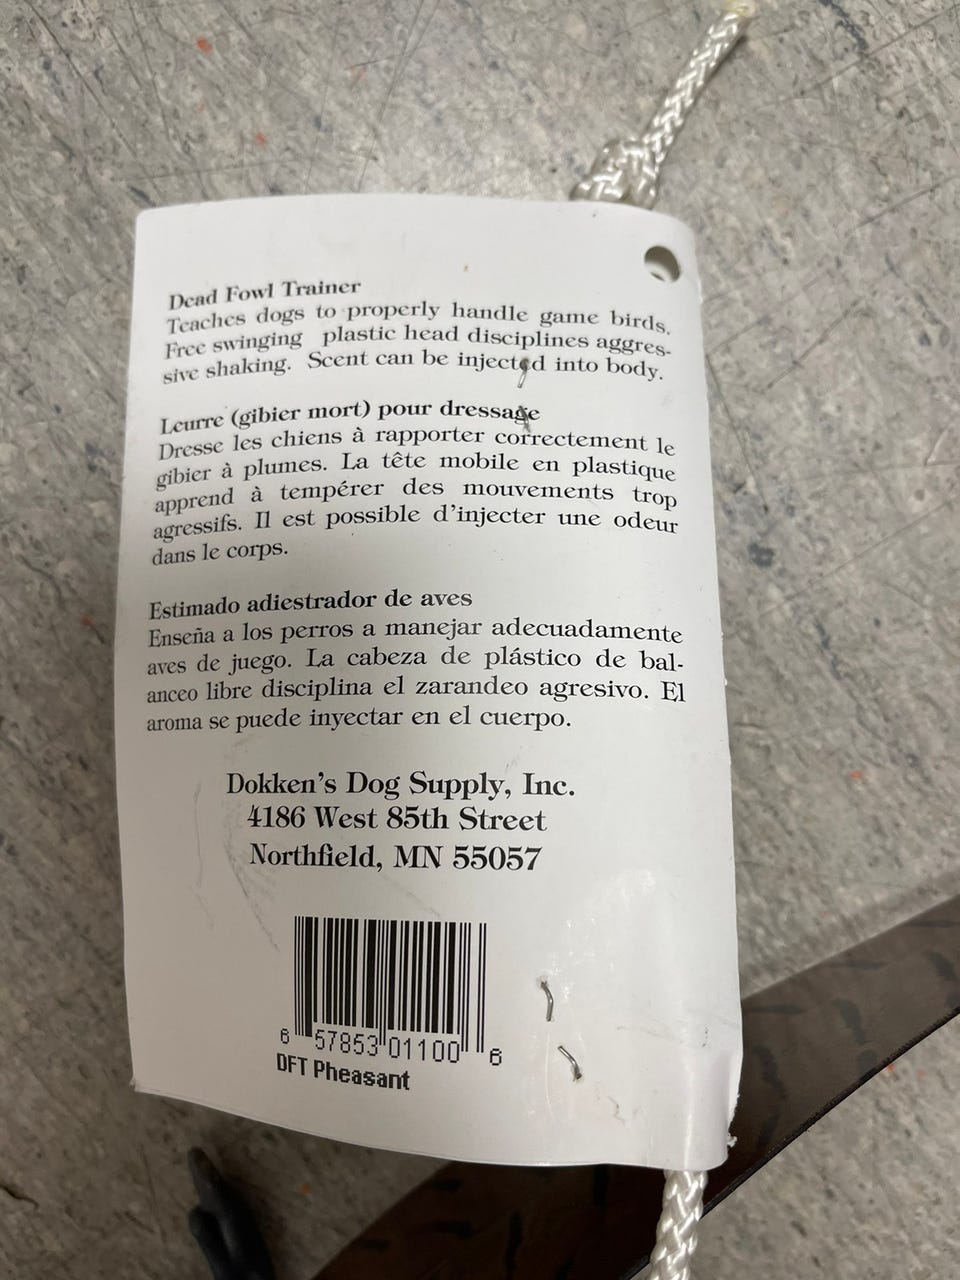 Dead Fowl Trainer
Teaches dogs to properly handle game birds.
Free swinging plastic head disciplines aggres-
sive shaking. Scent can be injected into body.
Leurre (gibier mort) pour dressage
Dresse les chiens à rapporter correctement le
gibier à plumes. La tête mobile en plastique
apprend à tempérer des mouvements trop
agressifs. Il est possible d'injecter une odeur
dans le corps.
Estimado adiestrador de aves
Enseña a los perros a manejar adecuadamente
aves de juego. La cabeza de plástico de bal-
anceo libre disciplina el zarandeo agresivo. El
aroma se puede inyectar en el cuerpo.
Dokken's Dog Supply, Inc.
4186 West 85th Street
Northfield, MN 55057
6 57853 01100 6
DFT Pheasant